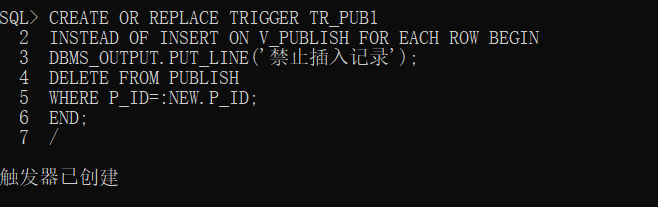 SQL> CREATE OR REPLACE TRIGGER TR_PUB1
  2  INSTEAD OF INSERT ON V_PUBLISH FOR EACH ROW BEGIN
  3  DBMS_OUTPUT.PUT_LINE('禁止插入记录');
  4  DELETE FROM PUBLISH
  5  WHERE P_ID=:NEW.P_ID;
  6  END;
  7  /
触发器已创建